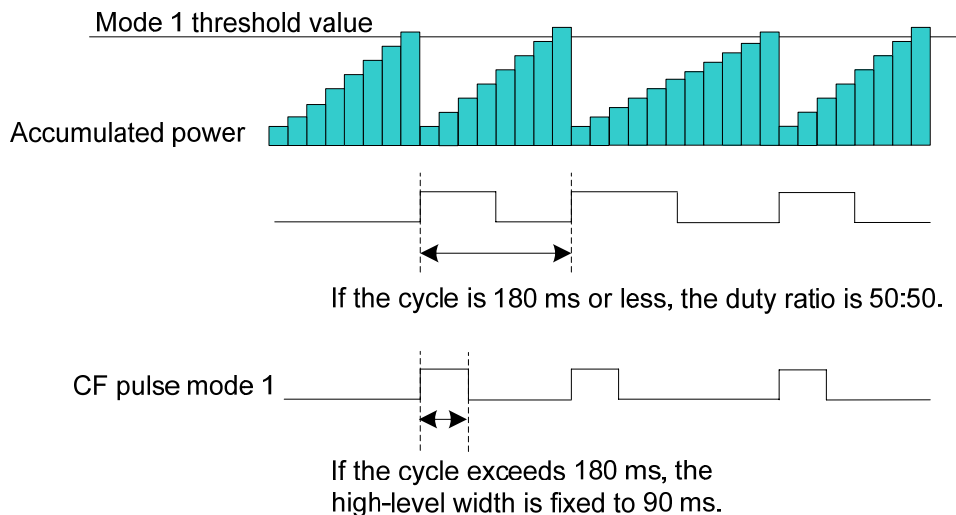 Mode 1 threshold value
Accumulated power
If the cycle is 180 ms or less, the duty ratio is 50:50.
CF pulse mode 1
If the cycle exceeds 180 ms, the
high-level width is fixed to 90 ms.